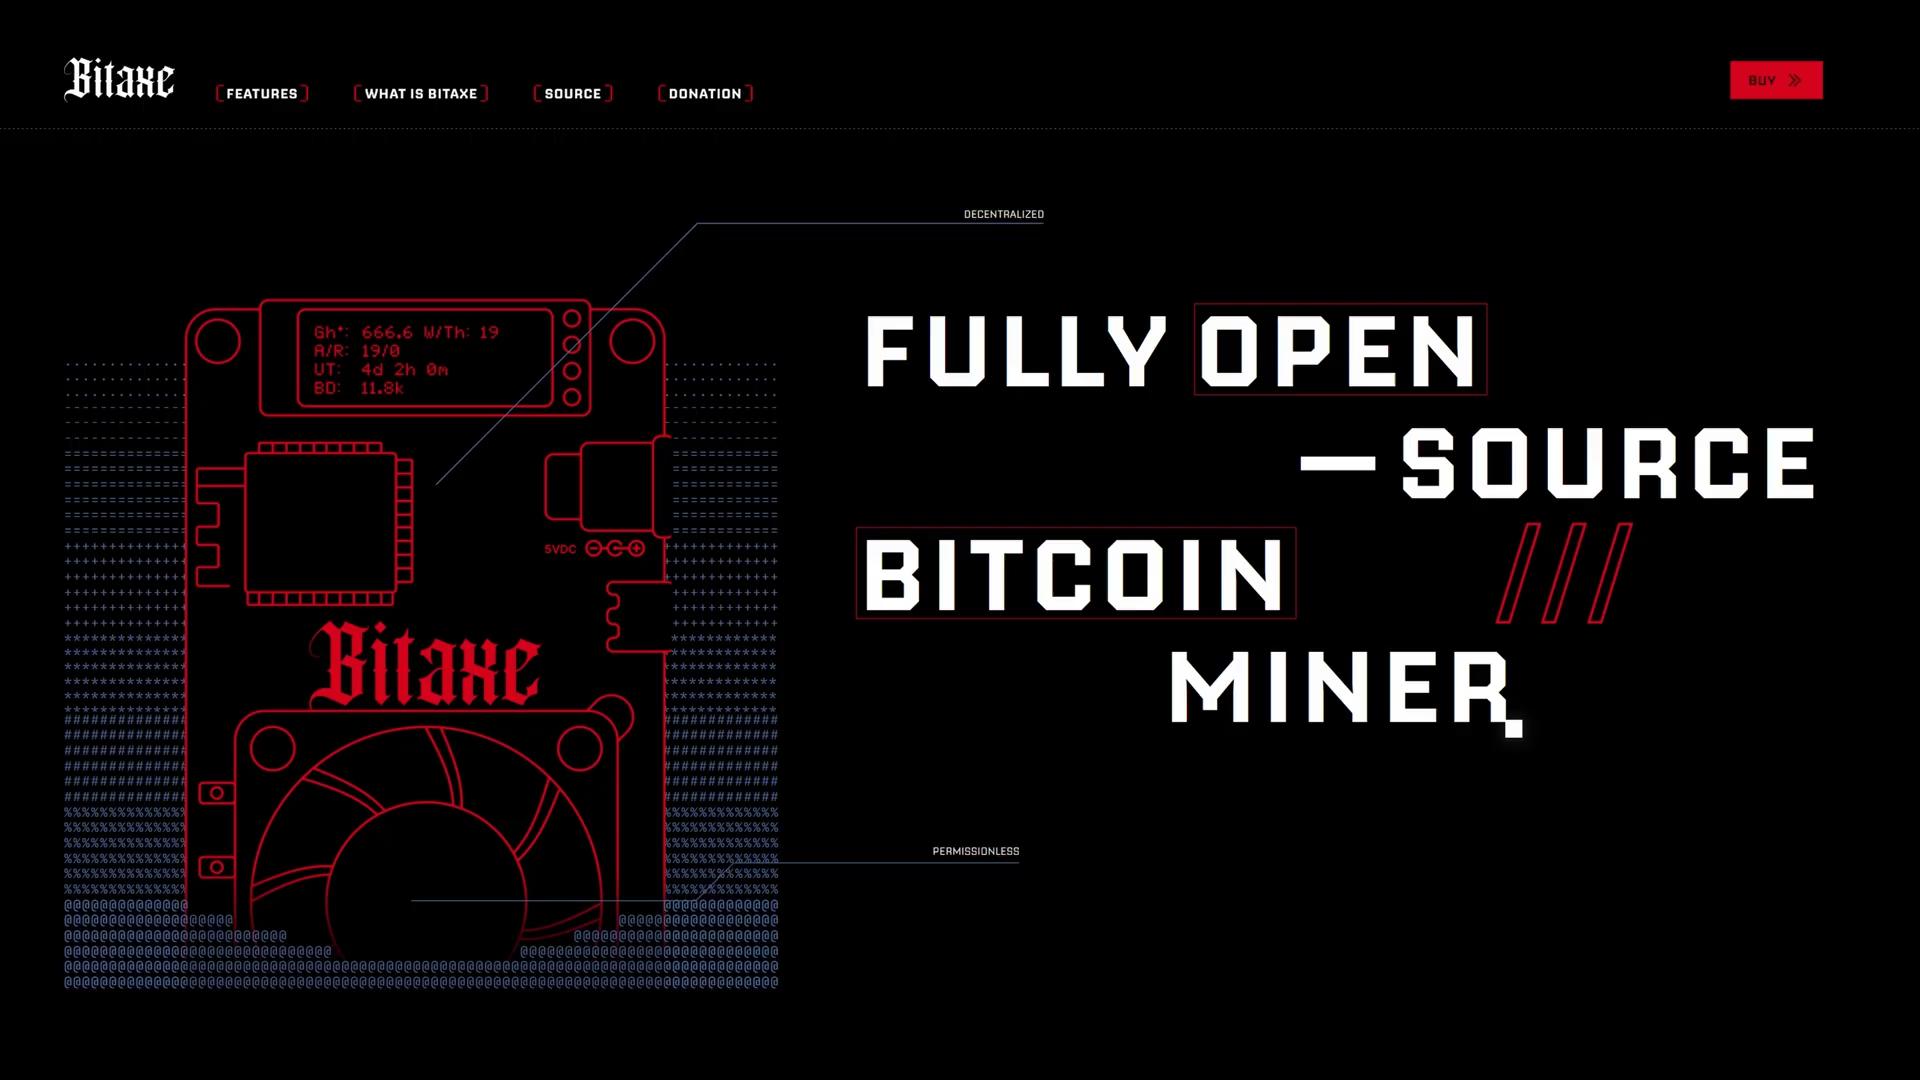 Bitaxe
[ FEATURES ] [ WHAT IS BITAXE ] [ SOURCE ] [ DONATION ]
BUY
DECENTRALIZED
Gh*: 666.6 W/Th: 19
A/R: 19/0
UT: 4d 2h 0m
BD: 11.8k
5VDC
Bitaxe
FULLY OPEN
—SOURCE
BITCOIN ///
MINER.
PERMISSIONLESS